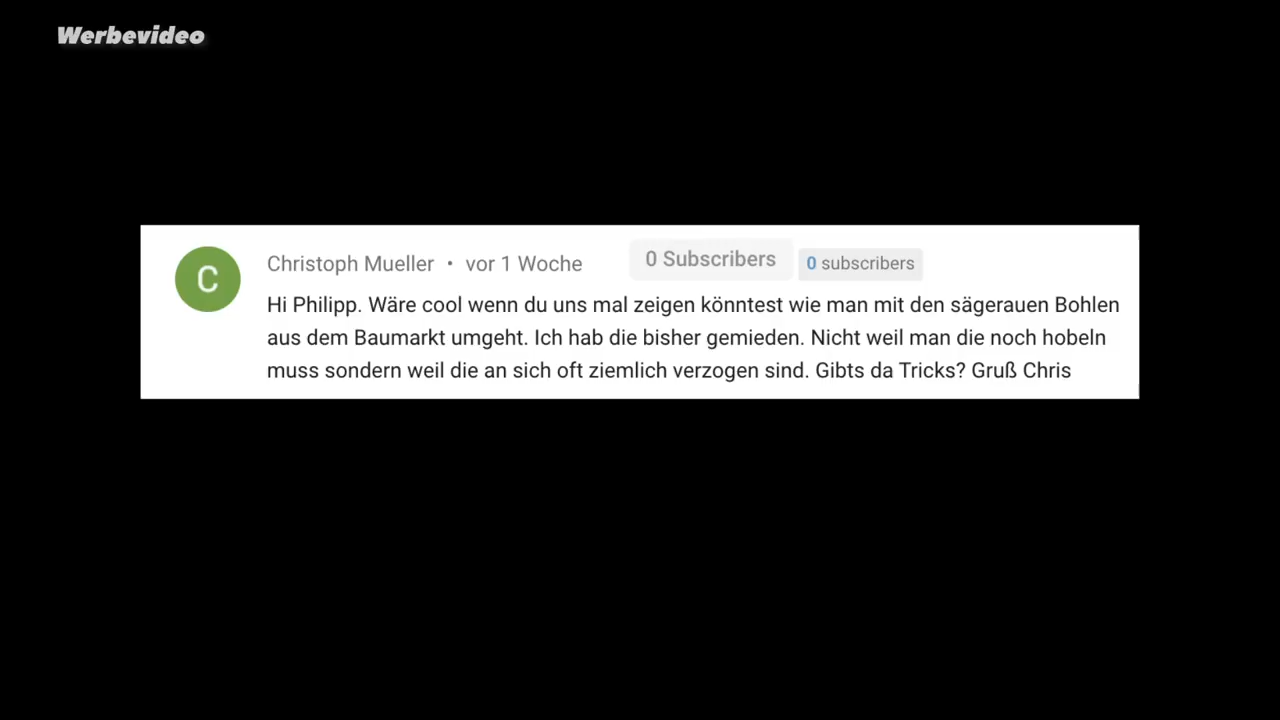 Werbevideo
Christoph Mueller • vor 1 Woche 0 Subscribers 0 subscribers
Hi Philipp. Wäre cool wenn du uns mal zeigen könntest wie man mit den sägerauen Bohlen
aus dem Baumarkt umgeht. Ich hab die bisher gemieden. Nicht weil man die noch hobeln
muss sondern weil die an sich oft ziemlich verzogen sind. Gibts da Tricks? Gruß Chris